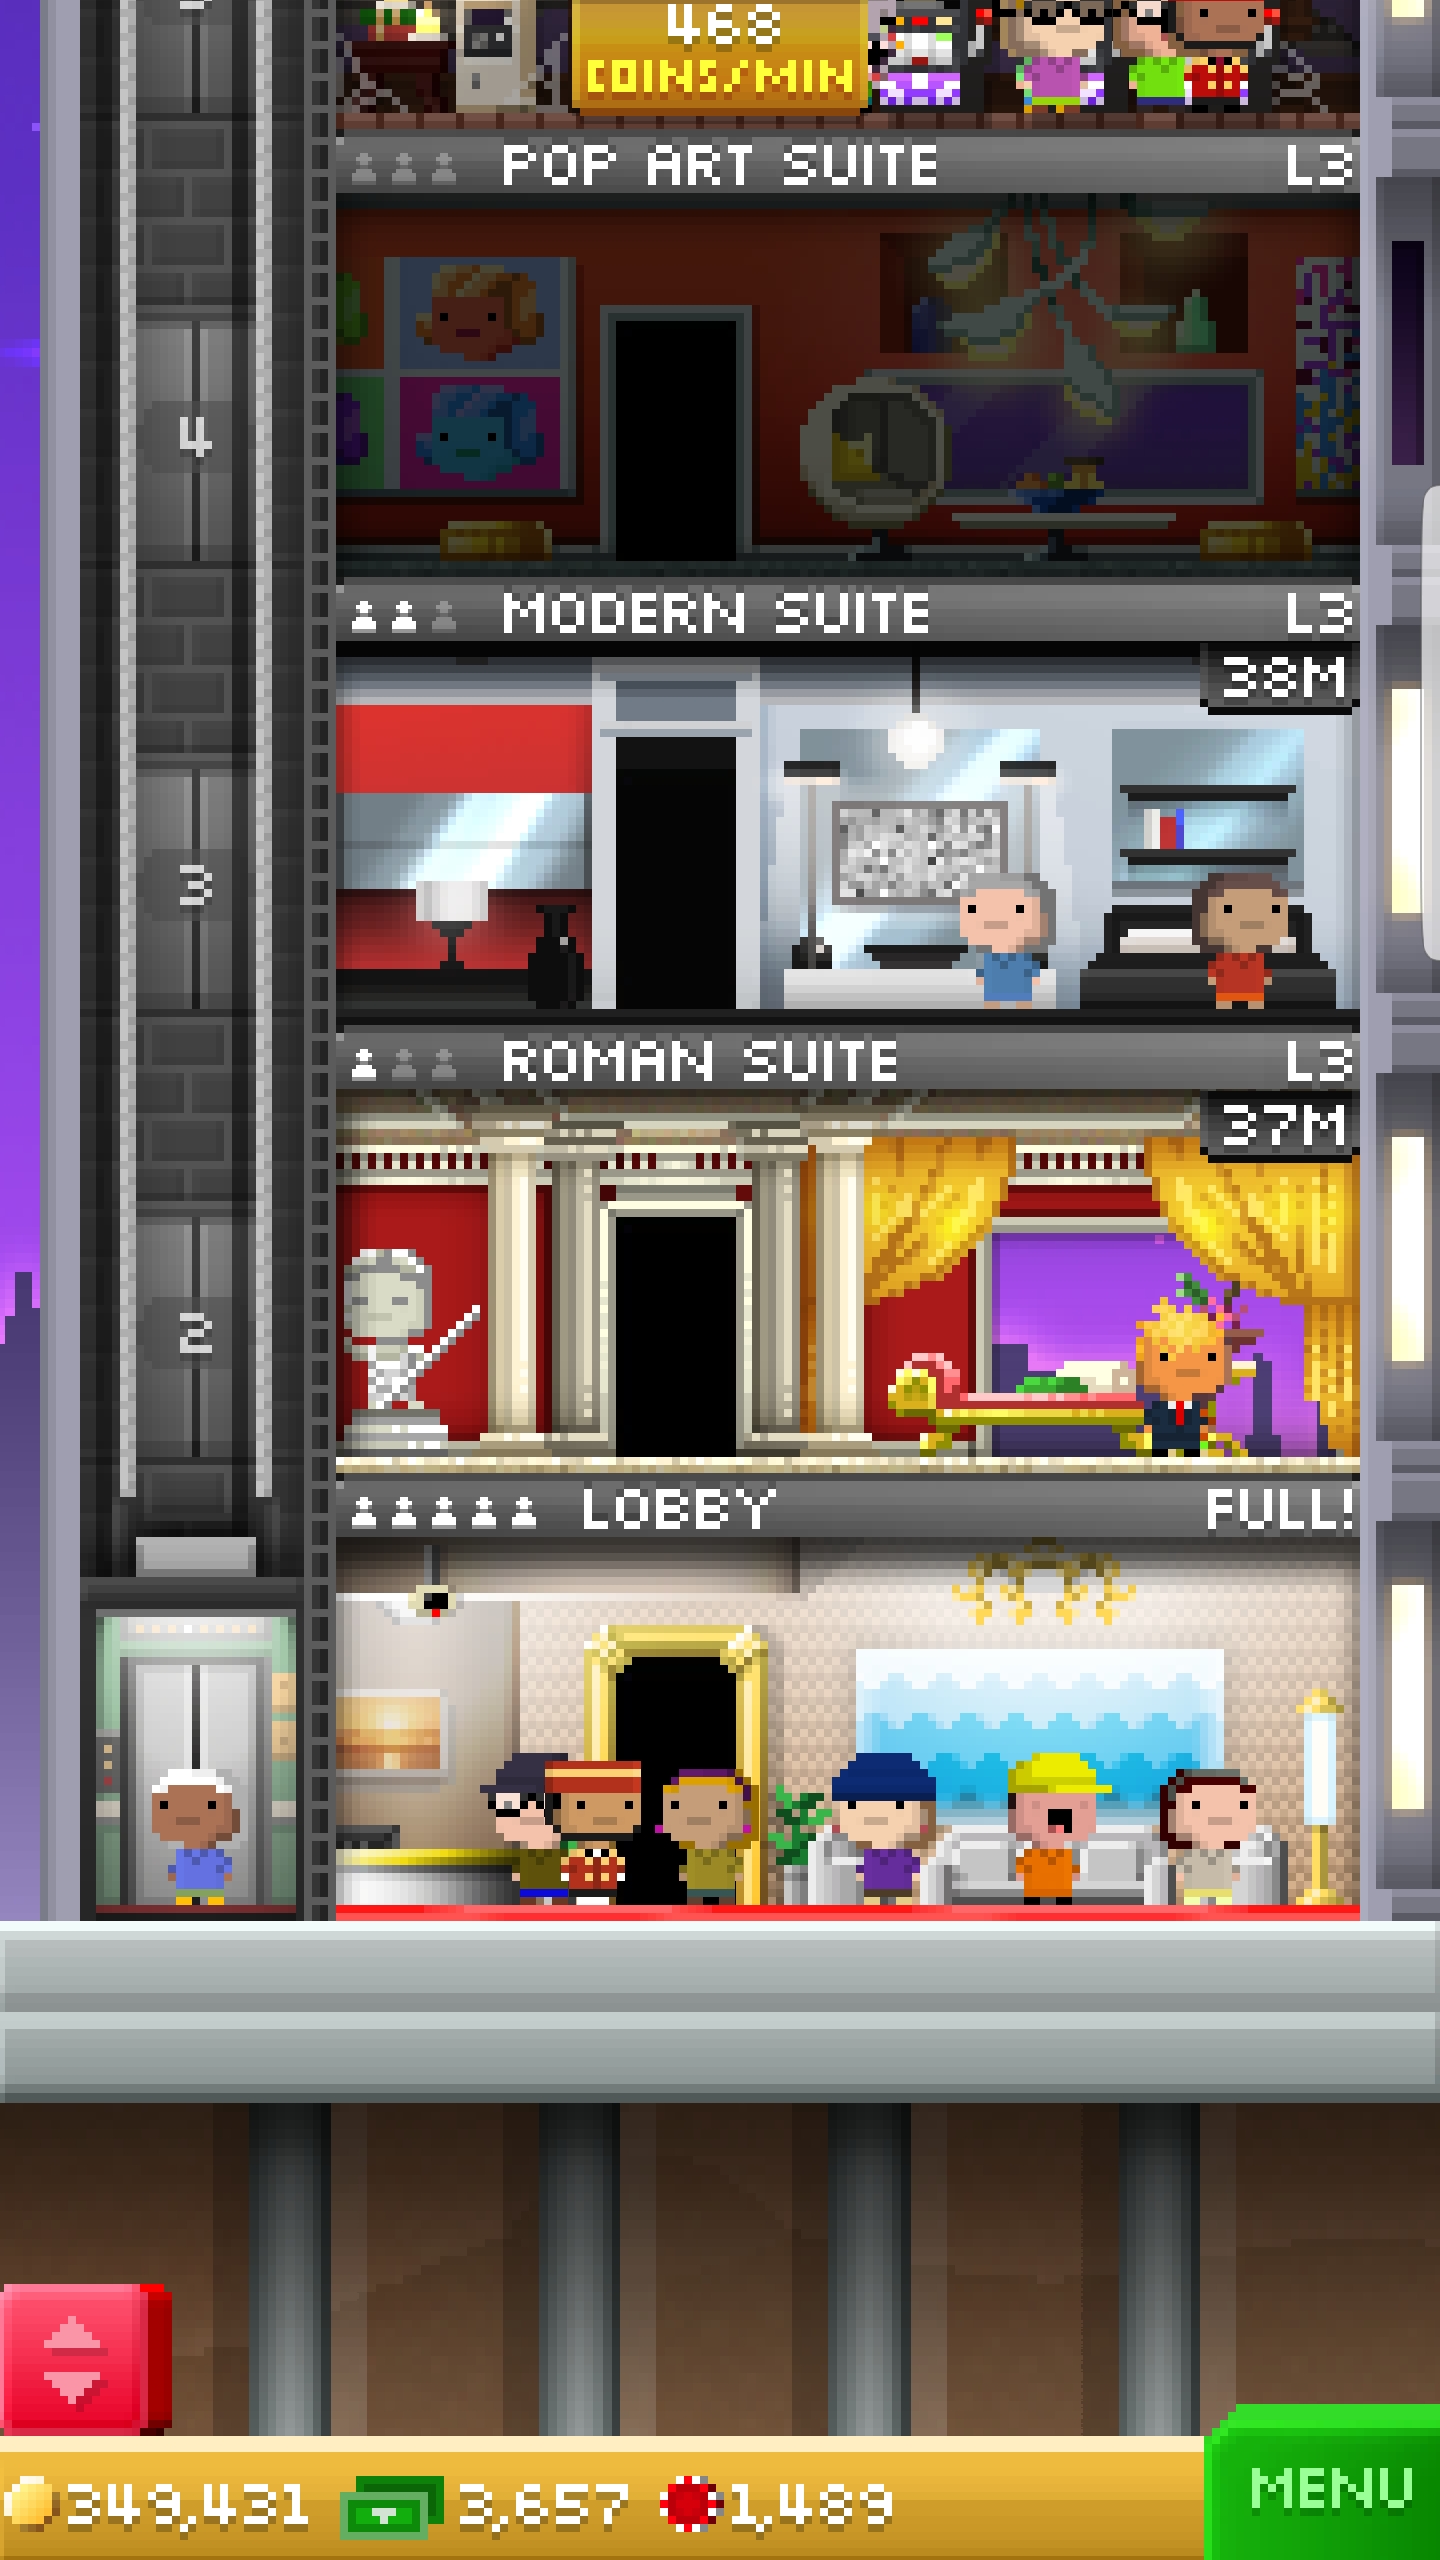 468
COINS/MIN
POP ART SUITE L3
4
MODERN SUITE L3
38M
3
ROMAN SUITE L3
37M
2
LOBBY FULL!
349,431 3,657 1,489
MENU